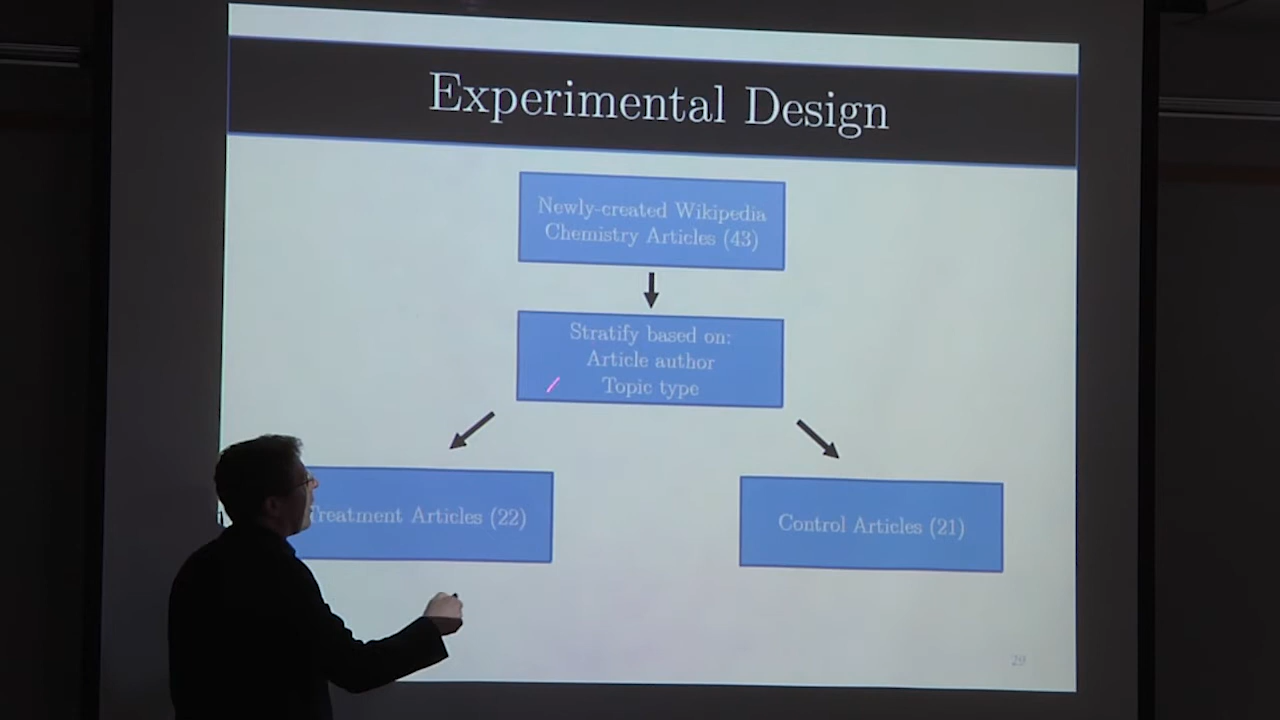 Experimental Design
Newly-created Wikipedia
Chemistry Articles (43)
Stratify based on:
Article author
Topic type
Treatment Articles (22)
Control Articles (21)
29